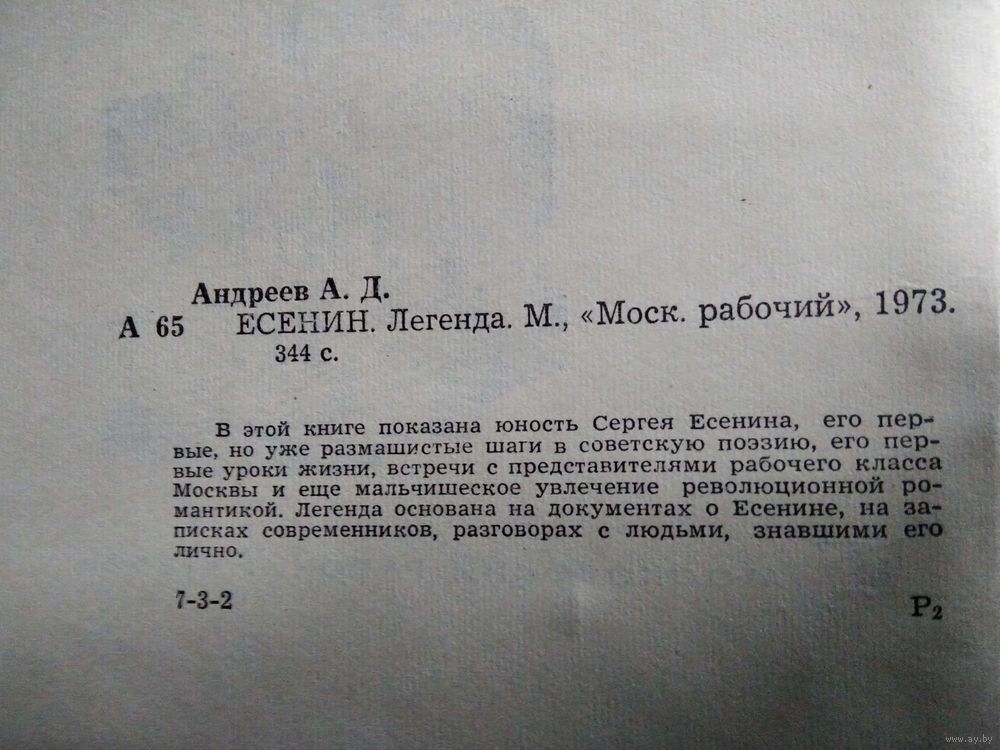 Андреев А. Д.
А 65 ЕСЕНИН. Легенда. М., «Моск. рабочий», 1973.
344 с.
В этой книге показана юность Сергея Есенина, его пер-
вые, но уже размашистые шаги в советскую поэзию, его пер-
вые уроки жизни, встречи с представителями рабочего класса
Москвы и еще мальчишеское увлечение революционной ро-
мантикой. Легенда основана на документах о Есенине, на за-
писках современников, разговорах с людьми, знавшими его
лично.
7-3-2 Р2
www.ay.by